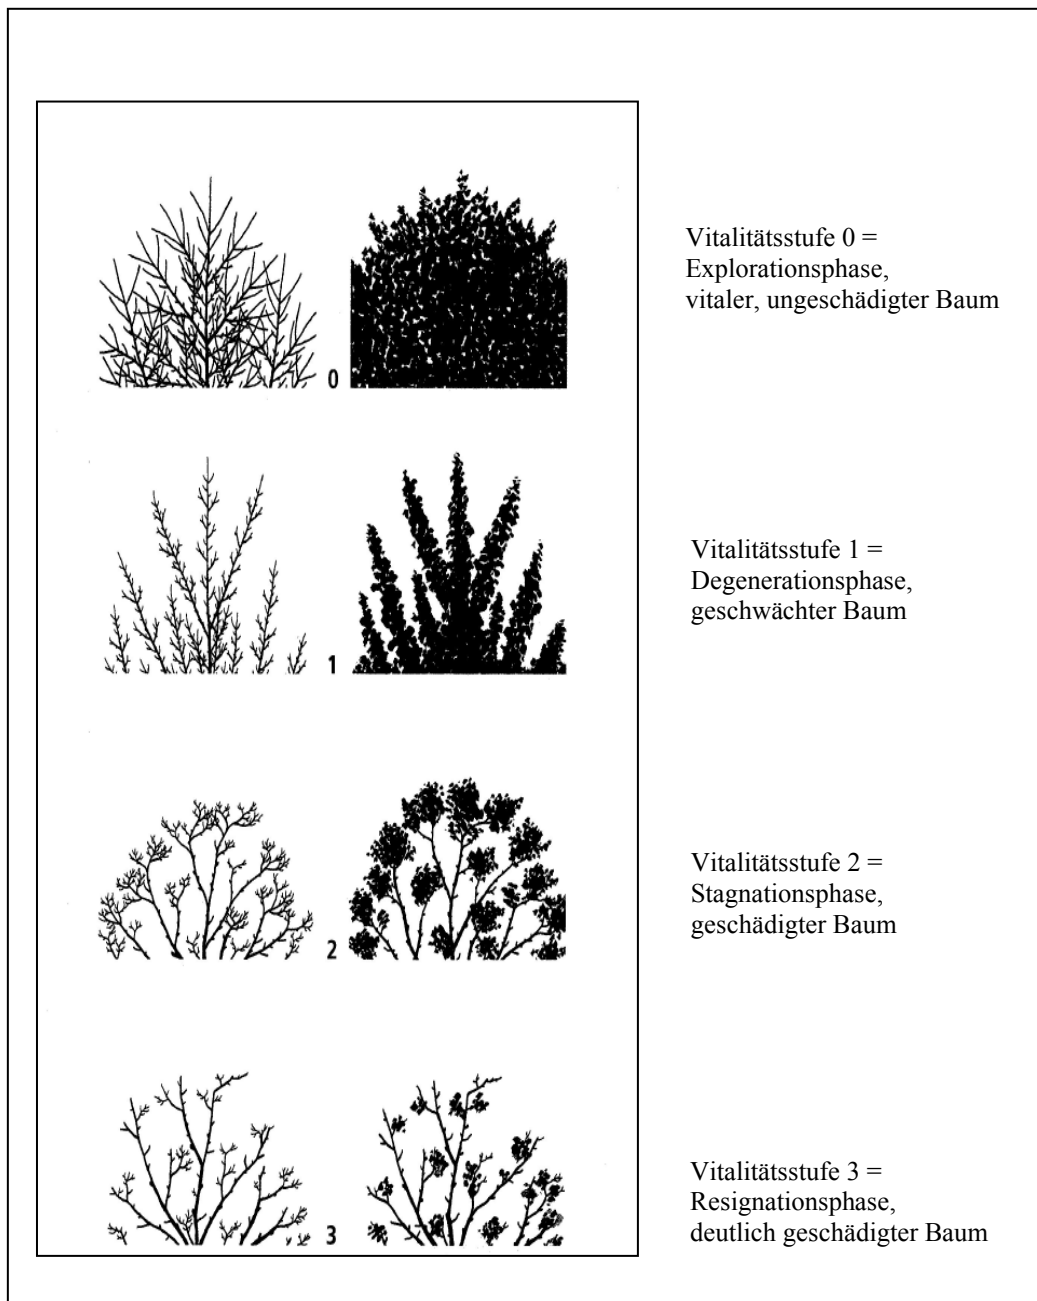 Vitalitätsstufe 0 =
Explorationsphase,
vitaler, ungeschädigter Baum
0
Vitalitätsstufe 1 =
Degenerationsphase,
geschwächter Baum
1
Vitalitätsstufe 2 =
Stagnationsphase,
geschädigter Baum
2
Vitalitätsstufe 3 =
Resignationsphase,
deutlich geschädigter Baum
3